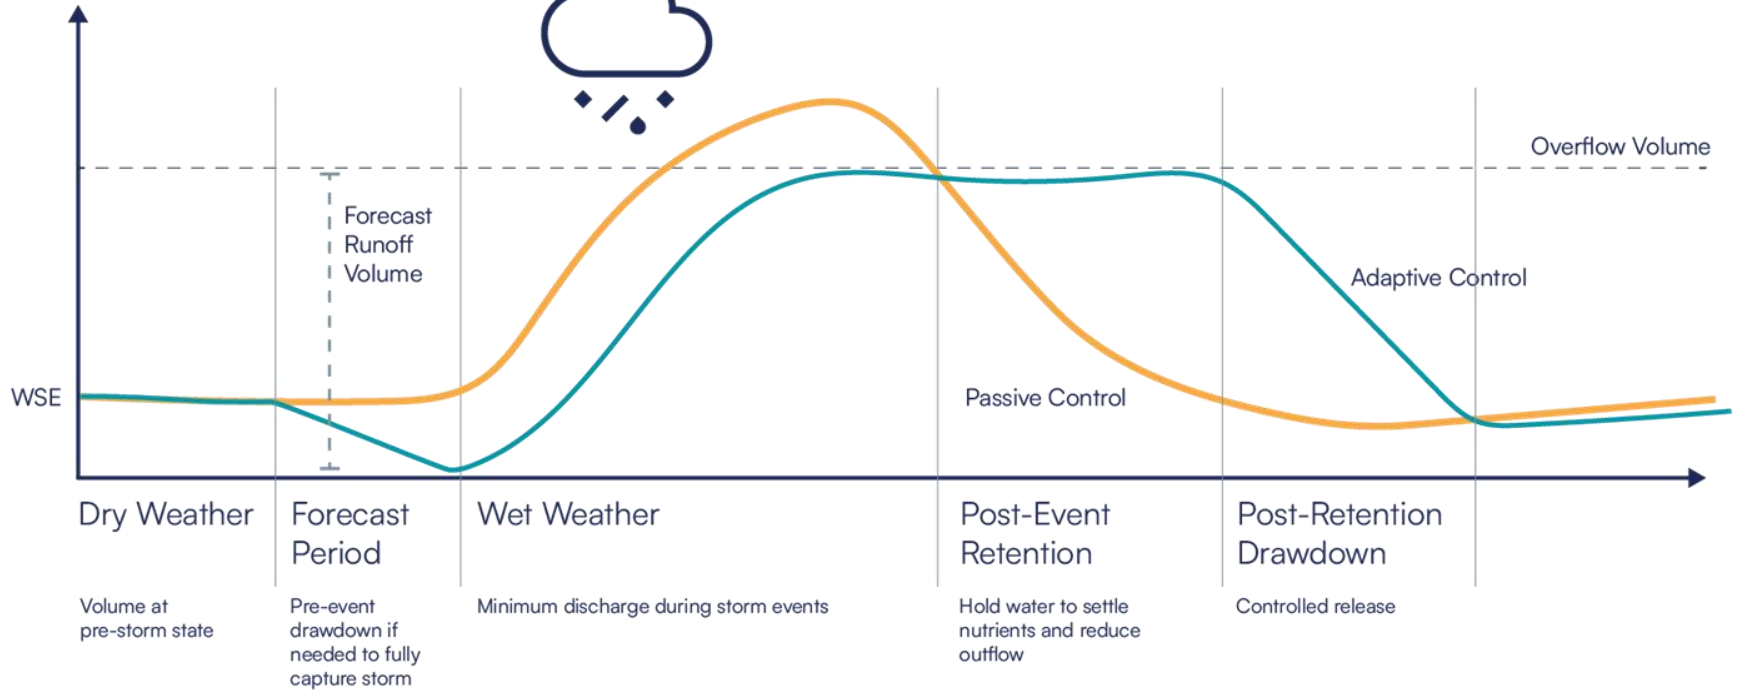 Overflow Volume
Forecast
Runoff
Volume
Adaptive Control
WSE
Passive Control
Dry Weather
Volume at
pre-storm state
Forecast
Period
Pre-event
drawdown if
needed to fully
capture storm
Wet Weather
Minimum discharge during storm events
Post-Event
Retention
Hold water to settle
nutrients and reduce
outflow
Post-Retention
Drawdown
Controlled release